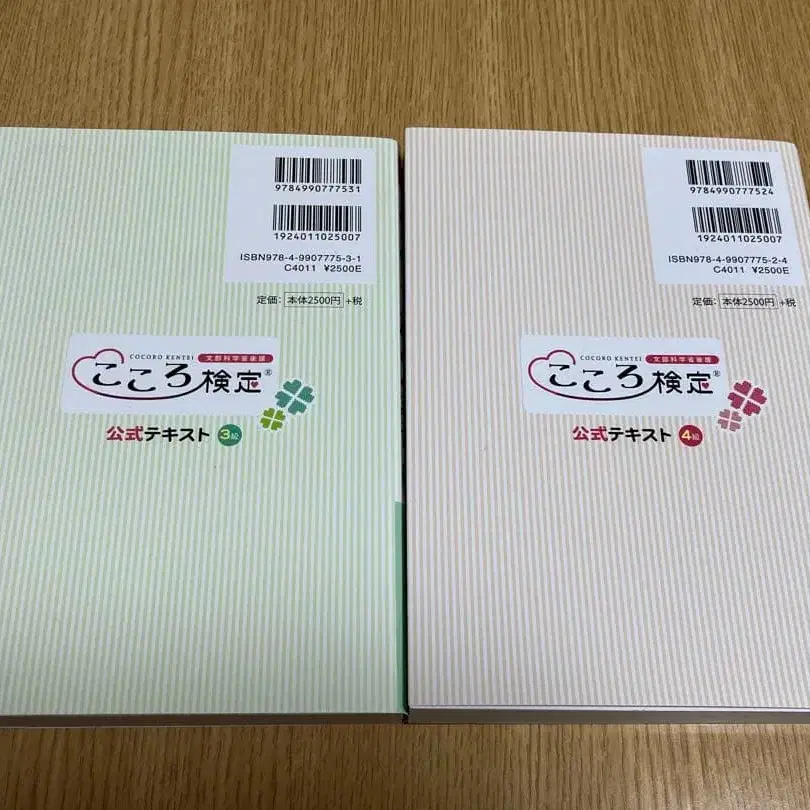 9784990777531
1924011025007
ISBN978-4-9907775-3-1
C4011 ¥2500E
定価: 本体2500円 +税
COCORO KENTEI 文部科学省後援
こころ検定®
公式テキスト 3級
9784990777524
1924011025007
ISBN978-4-9907775-2-4
C4011 ¥2500E
定価: 本体2500円 +税
COCORO KENTEI 文部科学省後援
こころ検定®
公式テキスト 4級